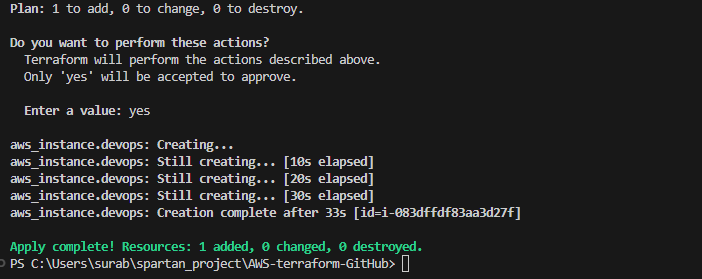 Plan: 1 to add, 0 to change, 0 to destroy.
Do you want to perform these actions?
Terraform will perform the actions described above.
Only 'yes' will be accepted to approve.
Enter a value: yes
aws_instance.devops: Creating...
aws_instance.devops: Still creating... [10s elapsed]
aws_instance.devops: Still creating... [20s elapsed]
aws_instance.devops: Still creating... [30s elapsed]
aws_instance.devops: Creation complete after 33s [id=i-083dffdf83aa3d27f]
Apply complete! Resources: 1 added, 0 changed, 0 destroyed.
PS C:\Users\surab\spartan_project\AWS-terraform-GitHub>